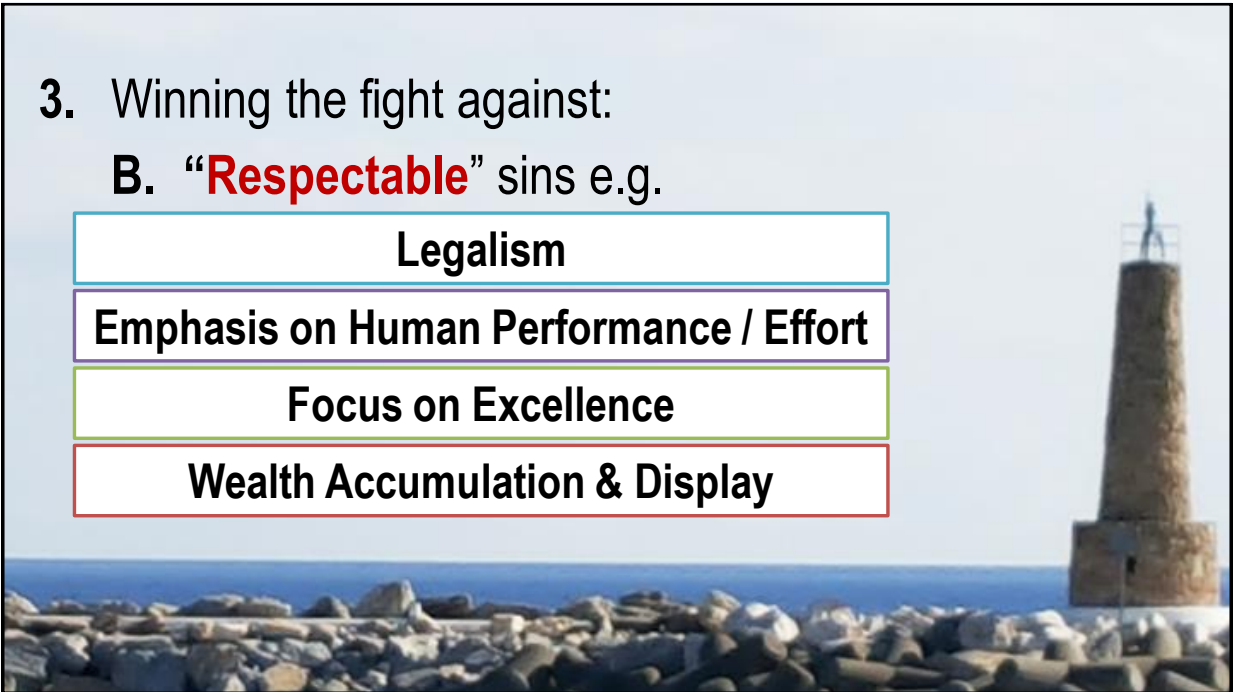 3. Winning the fight against:
B. “Respectable” sins e.g.
Legalism
Emphasis on Human Performance / Effort
Focus on Excellence
Wealth Accumulation & Display